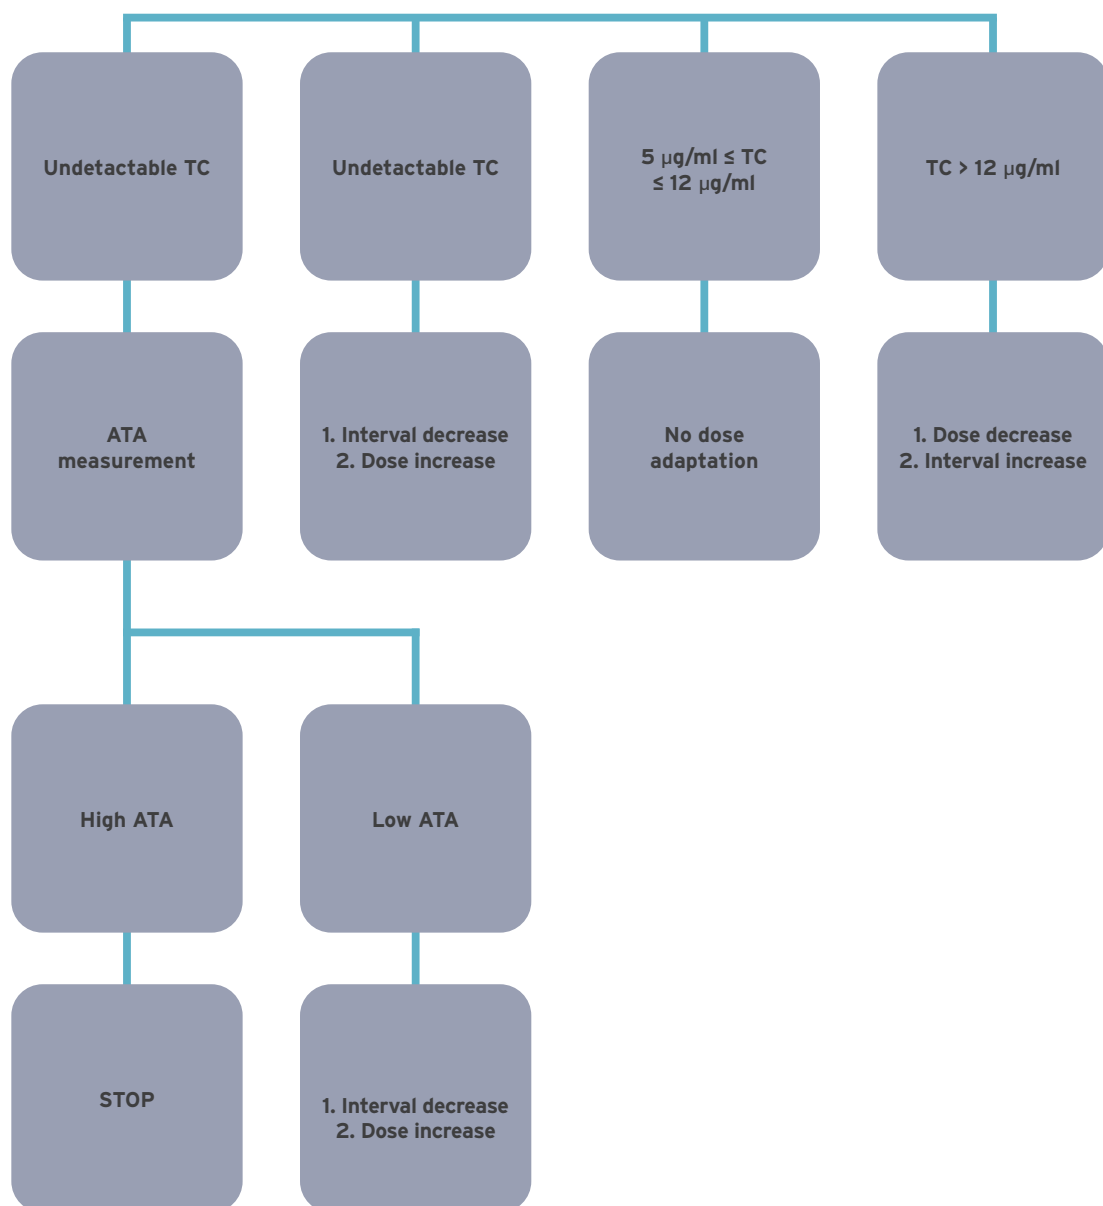 Undetactable TC
Undetactable TC
5 µg/ml ≤ TC
≤ 12 µg/ml
TC > 12 µg/ml
ATA
measurement
1. Interval decrease
2. Dose increase
No dose
adaptation
1. Dose decrease
2. Interval increase
High ATA
Low ATA
STOP
1. Interval decrease
2. Dose increase